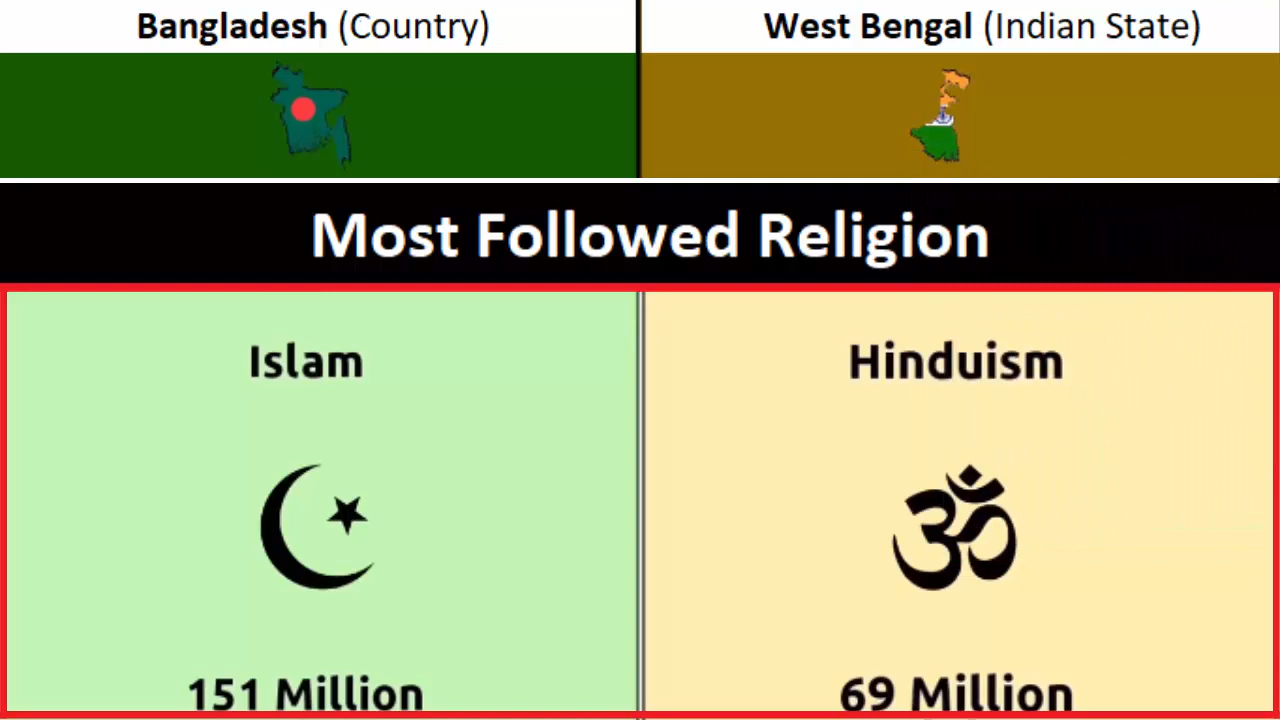 Bangladesh (Country)
West Bengal (Indian State)
Most Followed Religion
Islam
Hinduism
151 Million
69 Million